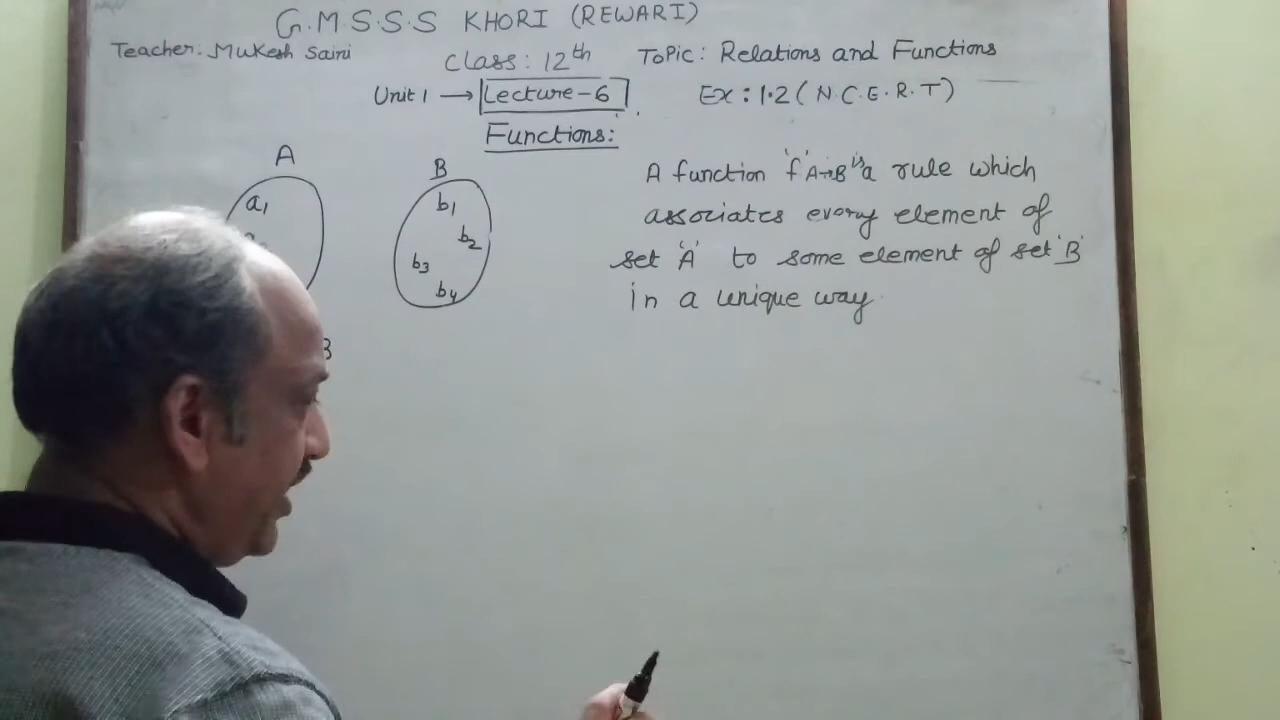 G.M.S.S.S KHORI (REWARI)
Teacher: Mukesh Saini
Class: 12th
Topic: Relations and Functions
Unit 1 → Lecture-6
Ex: 1.2 (N.C.E.R.T)
Functions:
A
B
a1
b1
b2
b3
b4
B
A function 'f' A→B is a rule which
associates every element of
set 'A' to some element of set 'B'
in a unique way.